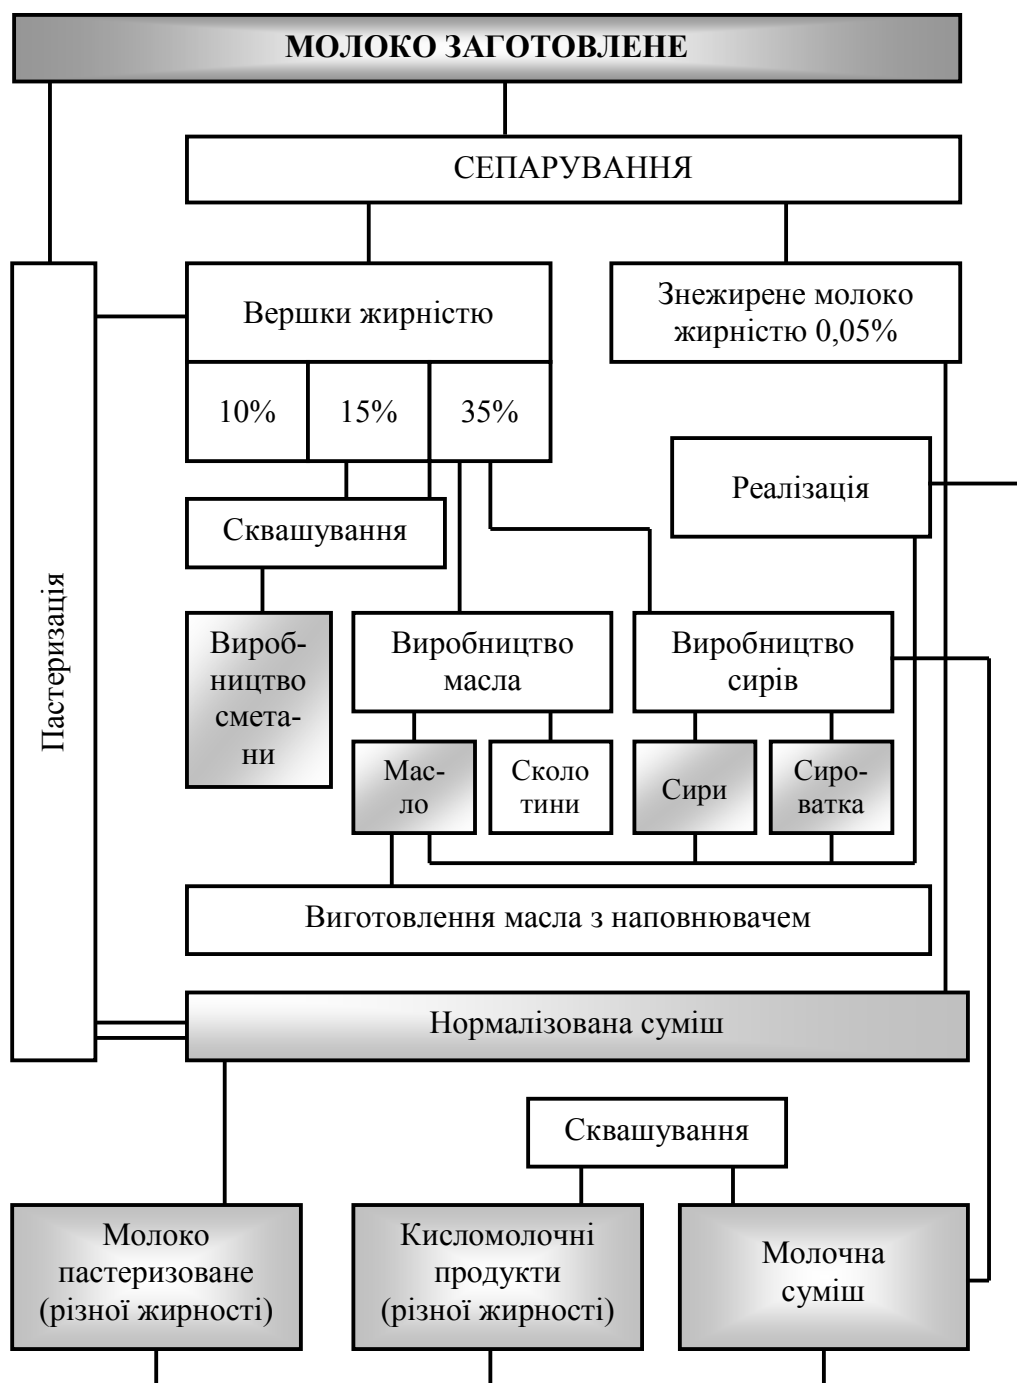 МОЛОКО ЗАГОТОВЛЕНЕ
СЕПАРУВАННЯ
Вершки жирністю
Знежирене молоко
жирністю 0,05%
10%
15%
35%
Реалізація
Сквашування
Пастеризація
Вироб-
ництво
смета-
ни
Виробництво
масла
Виробництво
сирів
Мас-
ло
Сколо
тини
Сири
Сиро-
ватка
Виготовлення масла з наповнювачем
Нормалізована суміш
Сквашування
Молоко
пастеризоване
(різної жирності)
Кисломолочні
продукти
(різної жирності)
Молочна
суміш